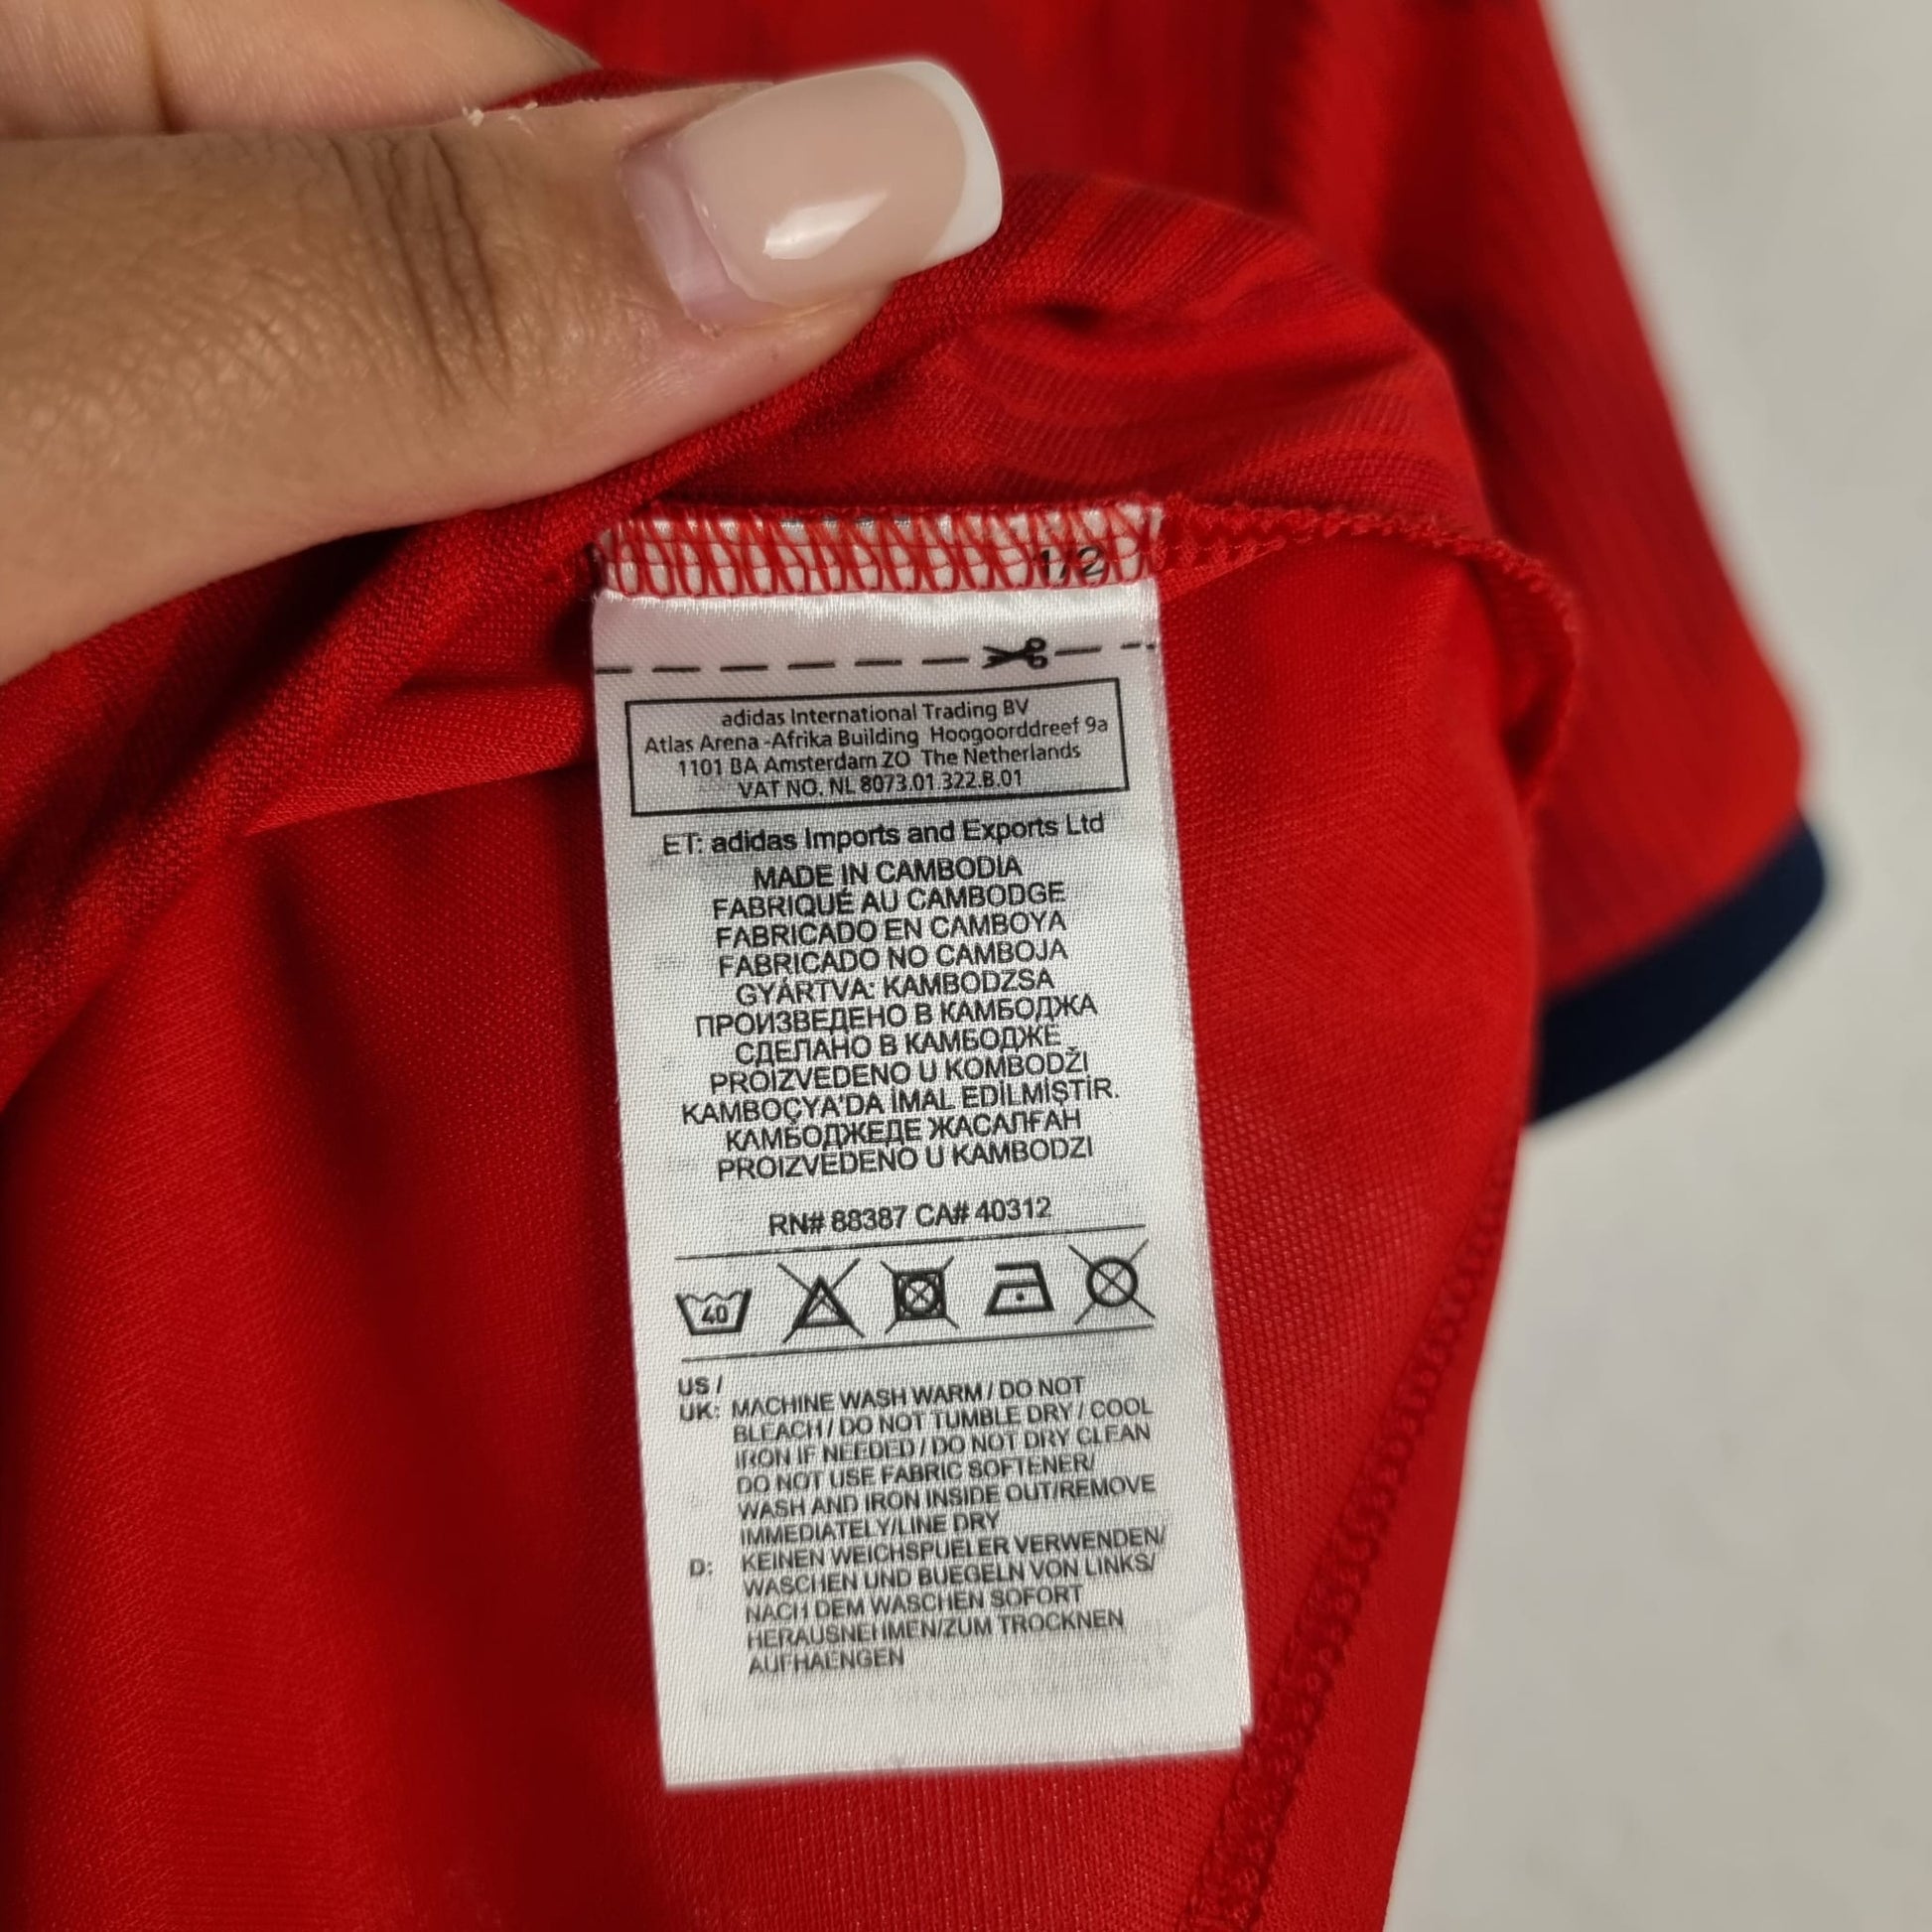 1/2
adidas International Trading BV
Atlas Arena -Afrika Building Hoogoorddreef 9a
1101 BA Amsterdam ZO The Netherlands
VAT NO. NL 8073.01.322.B.01
ET: adidas Imports and Exports Ltd
MADE IN CAMBODIA
FABRIQUÉ AU CAMBODGE
FABRICADO EN CAMBOYA
FABRICADO NO CAMBOJA
GYÁRTVA: KAMBODZSA
ПРОИЗВЕДЕНО В КАМБОДЖА
СДЕЛАНО В КАМБОДЖЕ
PROIZVEDENO U KOMBODŽI
KAMBOÇYA'DA İMAL EDİLMİŞTİR.
КАМБОДЖЕДЕ ЖАСАЛҒАН
PROIZVEDENO U KAMBODZI
RN# 88387 CA# 40312
40
US /
UK: MACHINE WASH WARM / DO NOT
BLEACH / DO NOT TUMBLE DRY / COOL
IRON IF NEEDED / DO NOT DRY CLEAN
DO NOT USE FABRIC SOFTENER/
WASH AND IRON INSIDE OUT/REMOVE
IMMEDIATELY/LINE DRY
D: KEINEN WEICHSPUELER VERWENDEN/
WASCHEN UND BUEGELN VON LINKS/
NACH DEM WASCHEN SOFORT
HERAUSNEHMEN/ZUM TROCKNEN
AUFHAENGEN